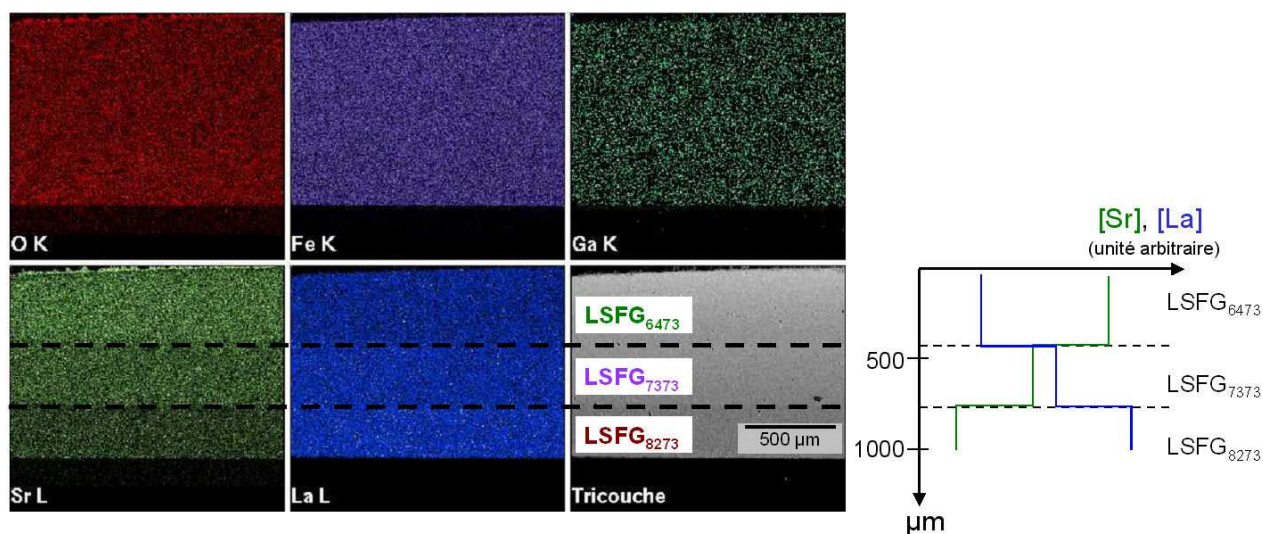 O K
Fe K
Ga K
Sr L
La L
Tricouche
LSFG6473
LSFG7373
LSFG8273
500 µm
[Sr], [La]
(unité arbitraire)
LSFG6473
500
LSFG7373
1000
LSFG8273
µm